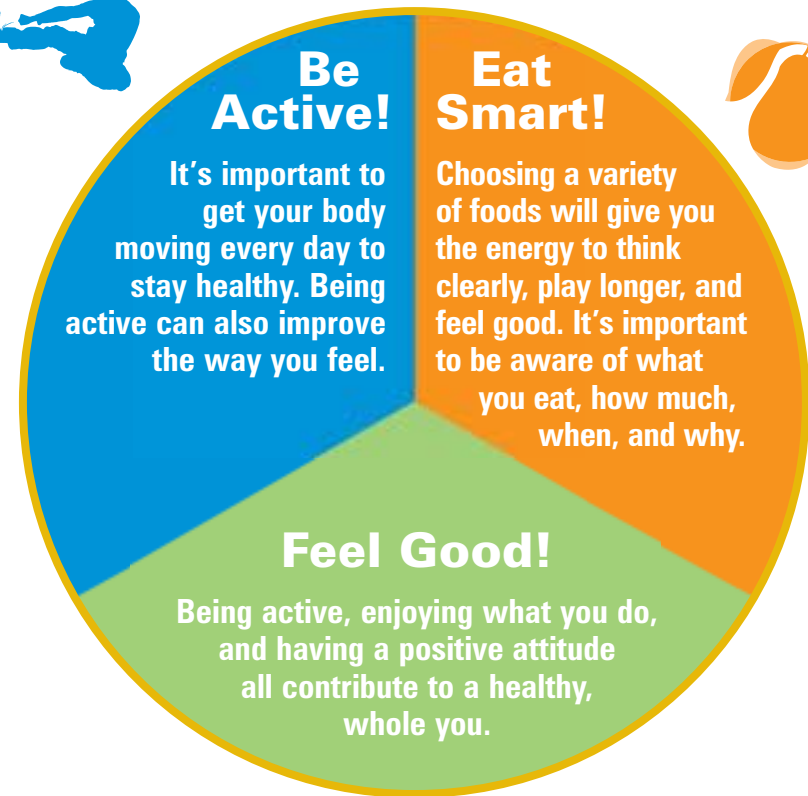 Be
Active!
It's important to
get your body
moving every day to
stay healthy. Being
active can also improve
the way you feel.
Eat
Smart!
Choosing a variety
of foods will give you
the energy to think
clearly, play longer, and
feel good. It's important
to be aware of what
you eat, how much,
when, and why.
Feel Good!
Being active, enjoying what you do,
and having a positive attitude
all contribute to a healthy,
whole you.